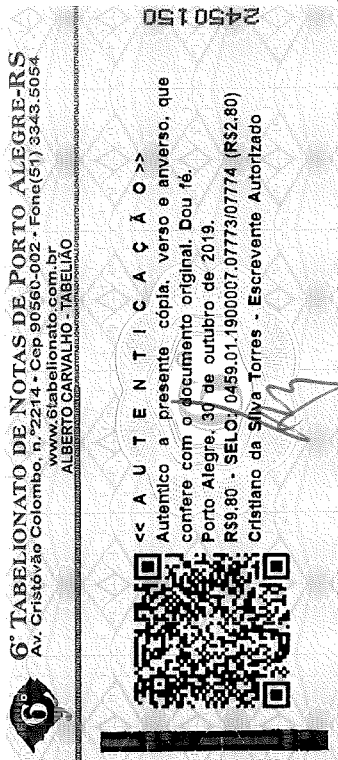 6º TABELIONATO DE NOTAS DE PORTO ALEGRE-RS
Av. Cristóvão Colombo, n.º2214 - Cep 90560-002 - Fone(51) 3343.5054
www.6tabelionato.com.br
ALBERTO CARVALHO - TABELIÃO
<< A U T E N T I C A Ç Ã O >>
Autentico a presente cópia, verso e anverso, que
confere com o documento original. Dou fé.
Porto Alegre, 30 de outubro de 2019.
R$9,80 - SELO: 0459.01.1900007.07773/07774 (R$2,80)
Cristiano da Silva Torres - Escrevente Autorizado
2450150
6